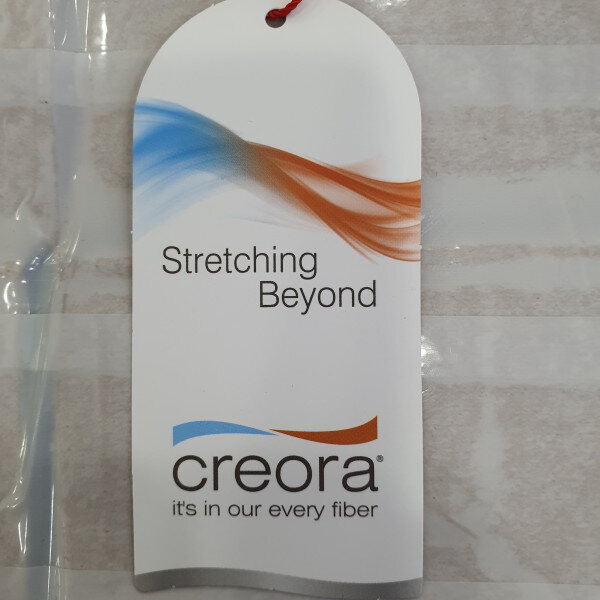 Stretching
Beyond
creora®
it's in our every fiber